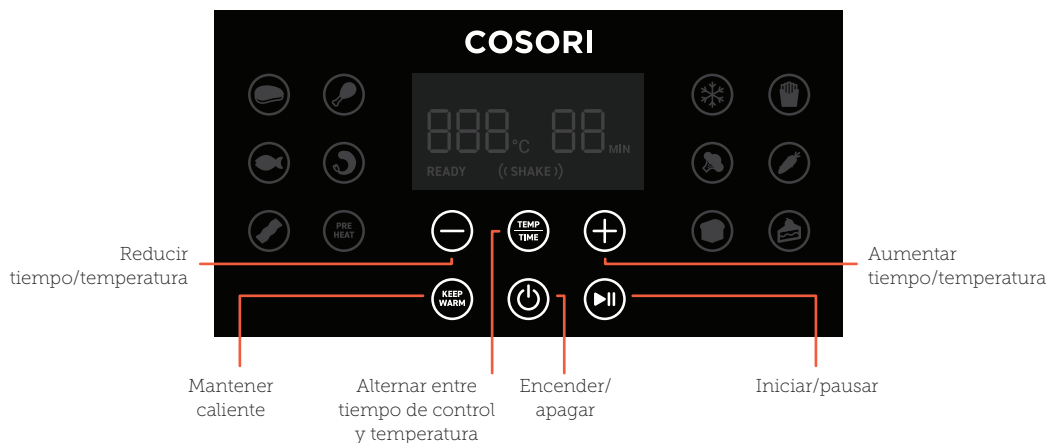 COSORI
888 °C 88 MIN
READY ((SHAKE))
PRE
HEAT
TEMP
TIME
KEEP
WARM
Reducir
tiempo/temperatura
Aumentar
tiempo/temperatura
Mantener
caliente
Alternar entre
tiempo de control
y temperatura
Encender/
apagar
Iniciar/pausar